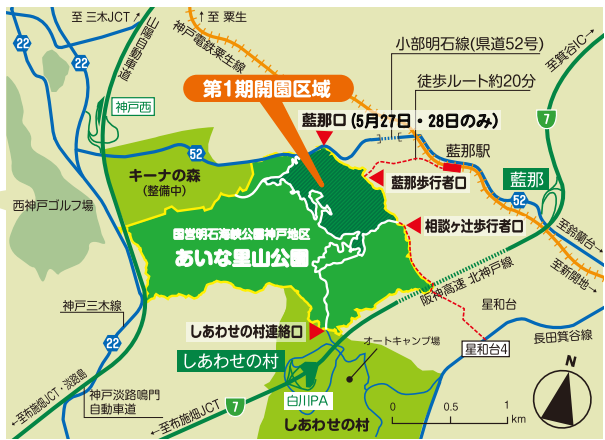 至 三木JCT
山陽自動車道
至 粟生
神戸電鉄粟生線
小部明石線(県道52号)
至箕谷IC
22
徒歩ルート約20分
第1期開園区域
神戸西
7
藍那口(5月27日・28日のみ)
52
藍那駅
キーナの森
(整備中)
藍那歩行者口
藍那
52
西神戸ゴルフ場
国営明石海峡公園神戸地区
あいな里山公園
相談ヶ辻歩行者口
至鈴蘭台
至新開地
阪神高速 北神戸線
神戸三木線
星和台
しあわせの村連絡口
22
オートキャンプ場
長田箕谷線
しあわせの村
星和台4
N
至布施畑JCT・淡路島
神戸淡路鳴門
自動車道
白川PA
至布施畑JCT
7
しあわせの村
0 0.5 1
km